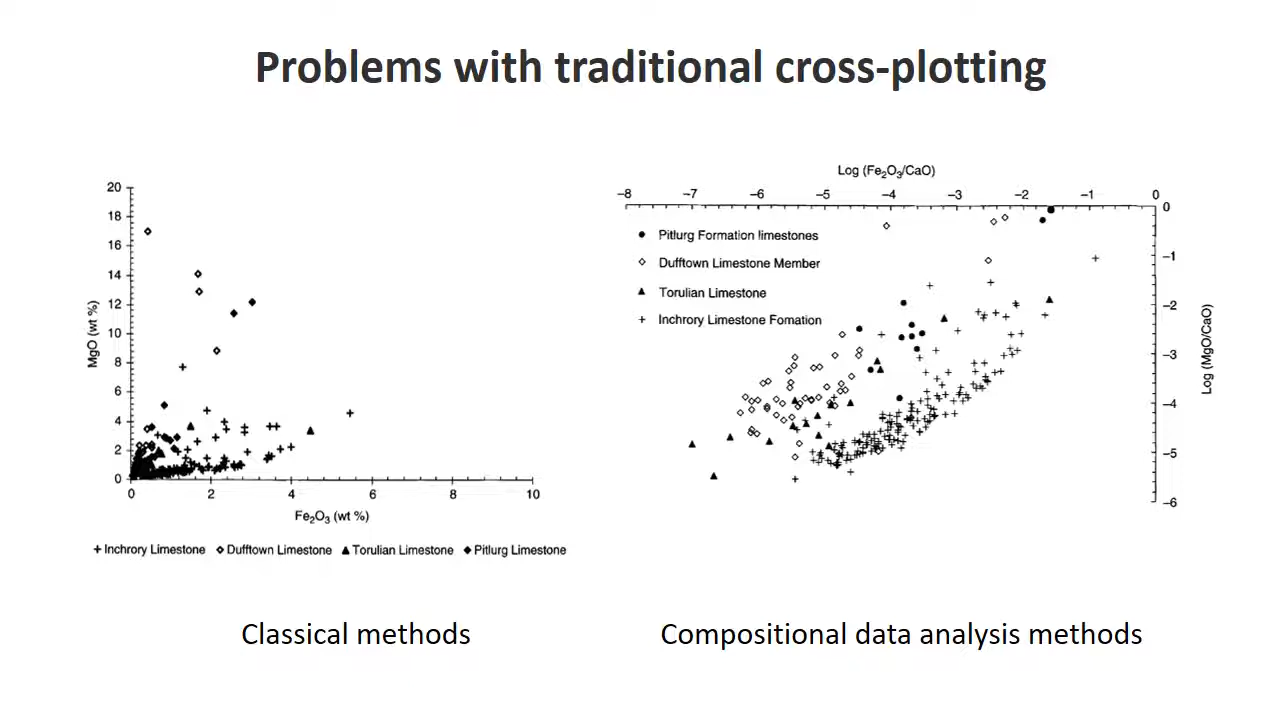 Problems with traditional cross-plotting
20
18
16
14
12
10
8
6
4
2
0
MgO (wt %)
0 2 4 6 8 10
Fe₂O₃ (wt %)
Inchrory Limestone Dufftown Limestone Torulian Limestone Pitlurg Limestone
Classical methods
Log (Fe₂O₃/CaO)
−8 −7 −6 −5 −4 −3 −2 −1 0
Pitlurg Formation limestones
Dufftown Limestone Member
Torulian Limestone
Inchrory Limestone Fomation
0
−1
−2
−3
−4
−5
−6
Log (MgO/CaO)
Compositional data analysis methods